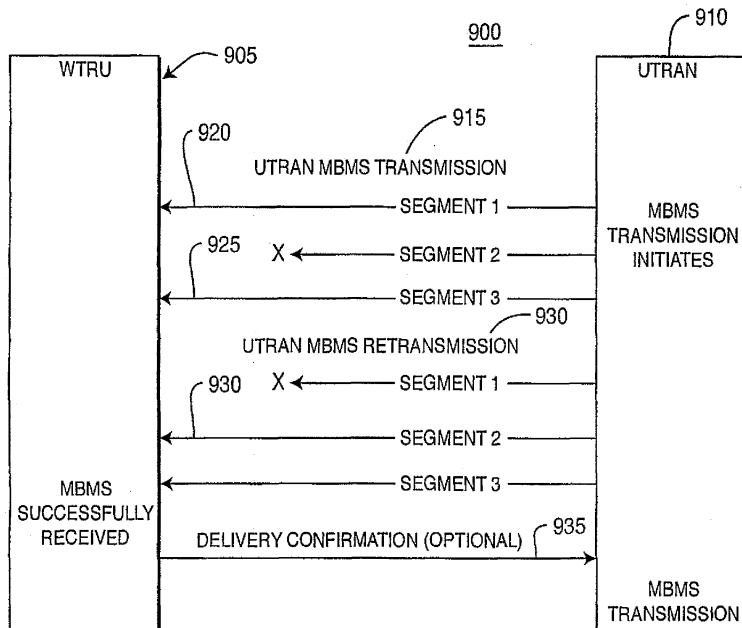 900
910
WTRU
905
UTRAN
915
920
UTRAN MBMS TRANSMISSION
SEGMENT 1
MBMS
TRANSMISSION
INITIATES
925
X
SEGMENT 2
SEGMENT 3
930
UTRAN MBMS RETRANSMISSION
930
X
SEGMENT 1
SEGMENT 2
SEGMENT 3
MBMS
SUCCESSFULLY
RECEIVED
DELIVERY CONFIRMATION (OPTIONAL)
935
MBMS
TRANSMISSION